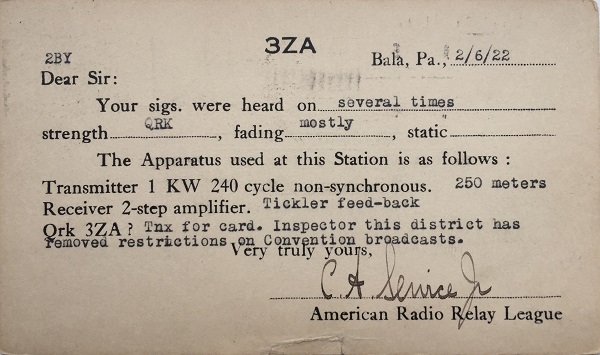 3ZA
2BY
Bala, Pa., 2/6/22
Dear Sir:
Your sigs. were heard on several times
strength QRK, fading mostly, static
The Apparatus used at this Station is as follows :
Transmitter 1 KW 240 cycle non-synchronous. 250 meters
Receiver 2-step amplifier. Tickler feed-back
Qrk 3ZA ? Tnx for card. Inspector this district has
removed restrictions on Convention broadcasts.
Very truly yours,
C. A. Service Jr
American Radio Relay League